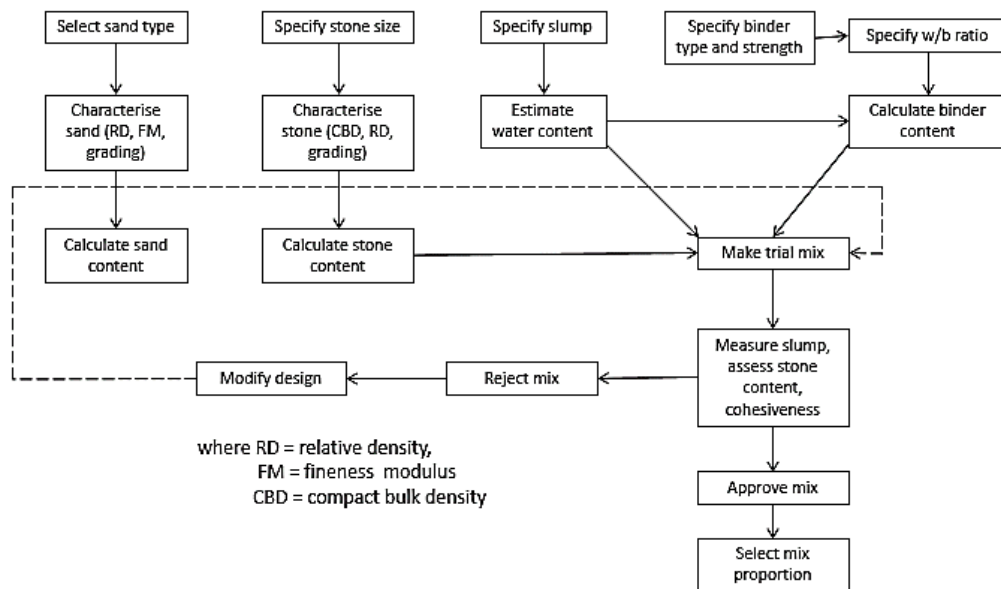 Select sand type
Specify stone size
Specify slump
Specify binder
type and strength
Specify w/b ratio
Characterise
sand (RD, FM,
grading)
Characterise
stone (CBD, RD,
grading)
Estimate
water content
Calculate binder
content
Calculate sand
content
Calculate stone
content
Make trial mix
Measure slump,
assess stone
content,
cohesiveness
Reject mix
Modify design
where RD = relative density,
FM = fineness modulus
CBD = compact bulk density
Approve mix
Select mix
proportion